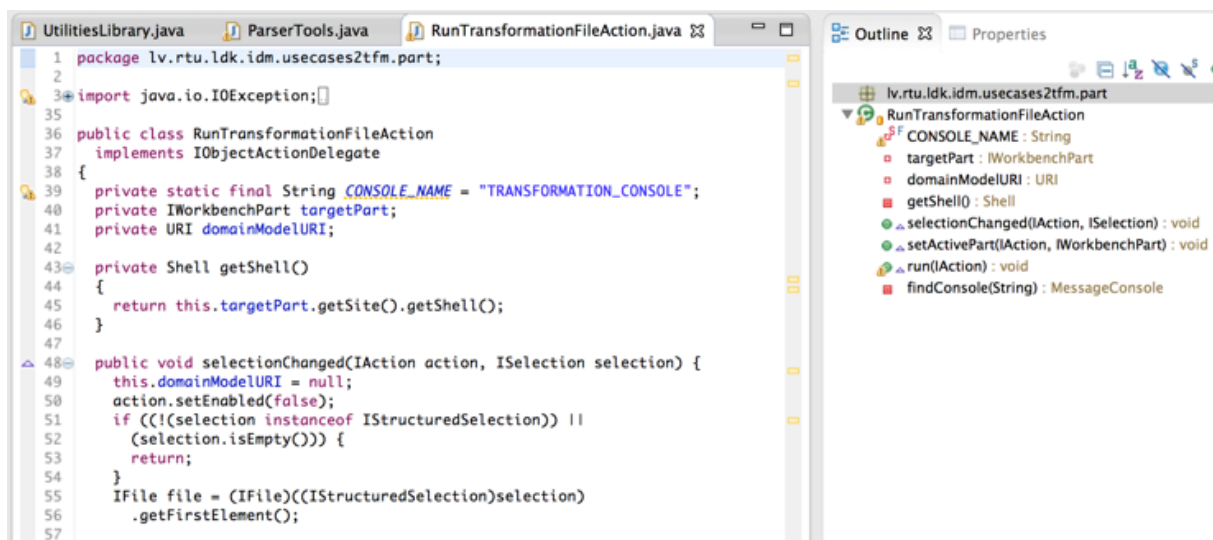 UtilitiesLibrary.java ParserTools.java RunTransformationFileAction.java
1 package lv.rtu.ldk.idm.usecases2tfm.part;
2
3 import java.io.IOException;
35
36 public class RunTransformationFileAction
37 implements IObjectActionDelegate
38 {
39 private static final String CONSOLE_NAME = "TRANSFORMATION_CONSOLE";
40 private IWorkbenchPart targetPart;
41 private URI domainModelURI;
42
43 private Shell getShell()
44 {
45 return this.targetPart.getSite().getShell();
46 }
47
48 public void selectionChanged(IAction action, ISelection selection) {
49 this.domainModelURI = null;
50 action.setEnabled(false);
51 if ((!(selection instanceof IStructuredSelection)) ||
52 (selection.isEmpty())) {
53 return;
54 }
55 IFile file = (IFile)((IStructuredSelection)selection)
56 .getFirstElement();
57
Outline Properties
lv.rtu.ldk.idm.usecases2tfm.part
RunTransformationFileAction
CONSOLE_NAME : String
targetPart : IWorkbenchPart
domainModelURI : URI
getShell() : Shell
selectionChanged(IAction, ISelection) : void
setActivePart(IAction, IWorkbenchPart) : void
run(IAction) : void
findConsole(String) : MessageConsole